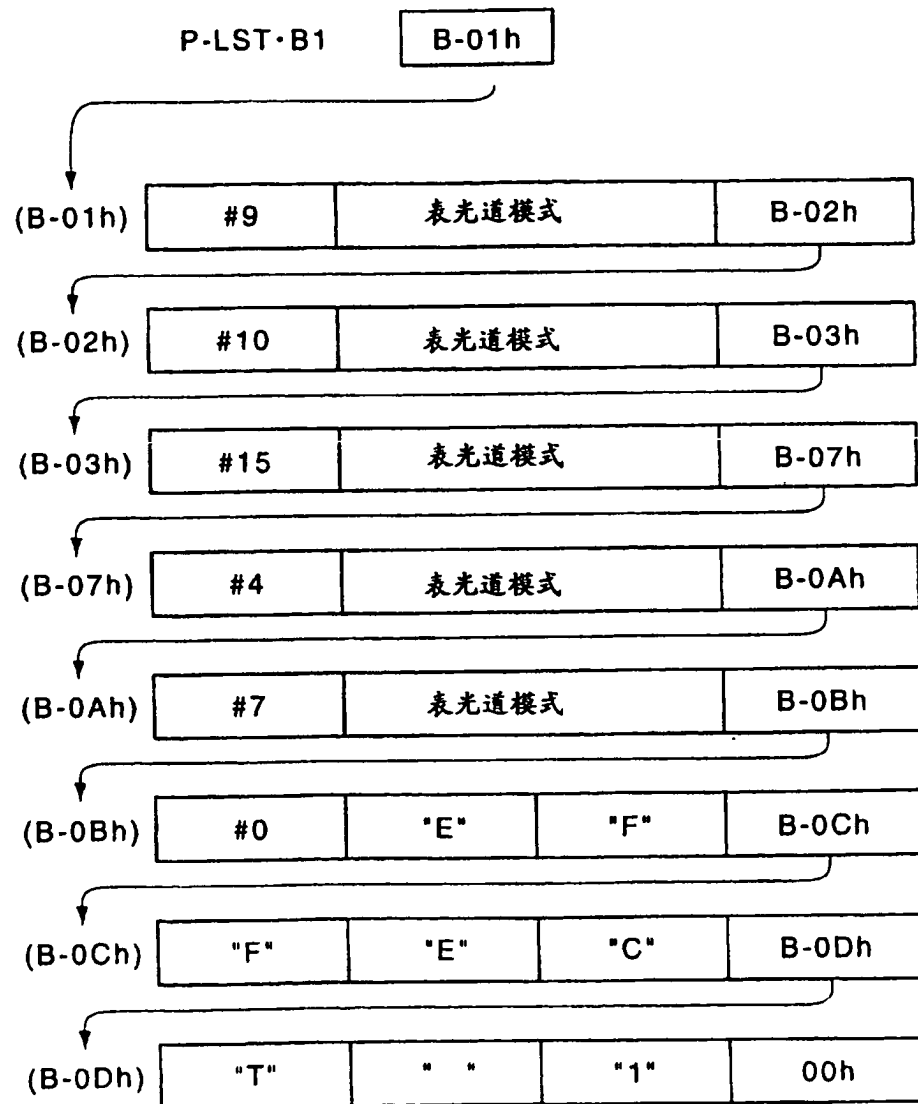 P-LST·B1 B-01h
(B-01h) #9 表光道模式 B-02h
(B-02h) #10 表光道模式 B-03h
(B-03h) #15 表光道模式 B-07h
(B-07h) #4 表光道模式 B-0Ah
(B-0Ah) #7 表光道模式 B-0Bh
(B-0Bh) #0 "E" "F" B-0Ch
(B-0Ch) "F" "E" "C" B-0Dh
(B-0Dh) "T" " " "1" 00h